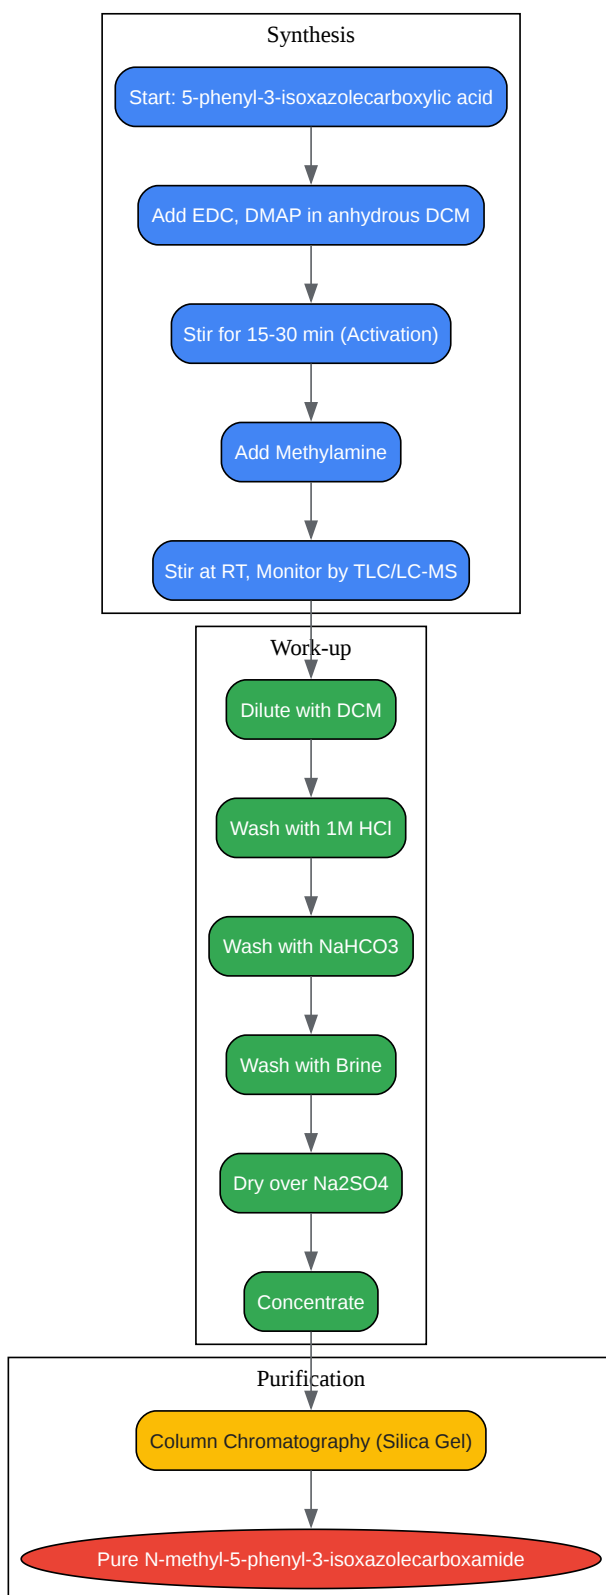 Synthesis
Start: 5-phenyl-3-isoxazolecarboxylic acid
Add EDC, DMAP in anhydrous DCM
Stir for 15-30 min (Activation)
Add Methylamine
Stir at RT, Monitor by TLC/LC-MS
Work-up
Dilute with DCM
Wash with 1M HCl
Wash with NaHCO3
Wash with Brine
Dry over Na2SO4
Concentrate
Purification
Column Chromatography (Silica Gel)
Pure N-methyl-5-phenyl-3-isoxazolecarboxamide